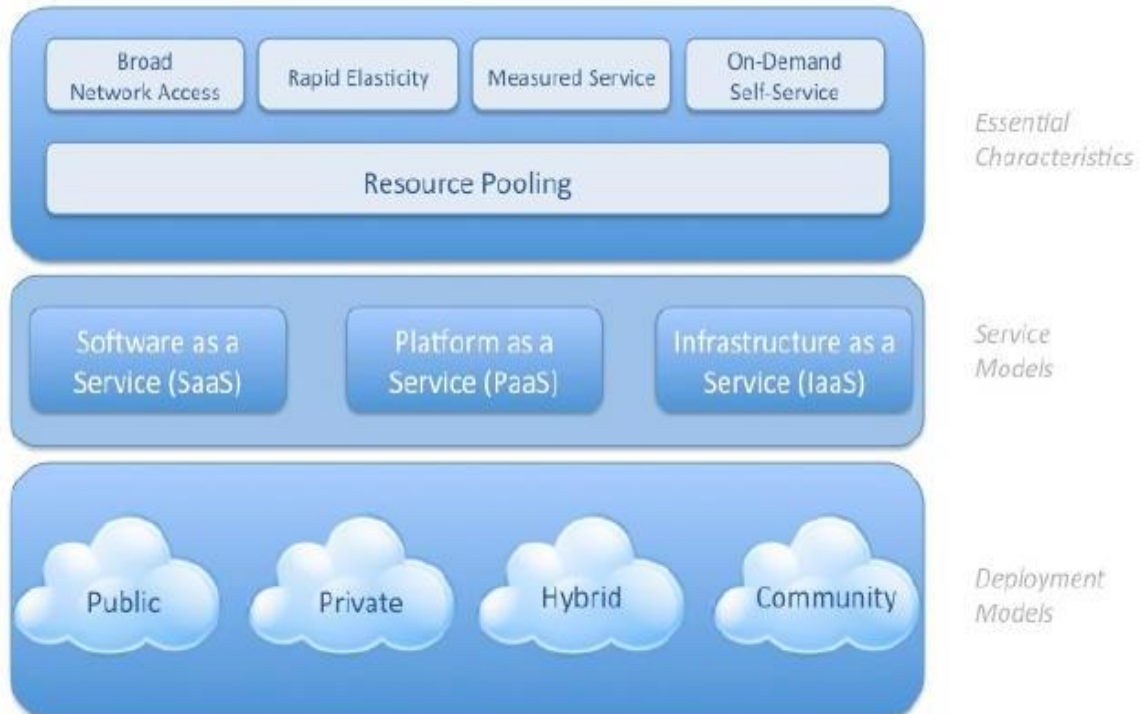 Broad
Network Access
Rapid Elasticity
Measured Service
On-Demand
Self-Service
Resource Pooling
Essential
Characteristics
Software as a
Service (SaaS)
Platform as a
Service (PaaS)
Infrastructure as a
Service (IaaS)
Service
Models
Public
Private
Hybrid
Community
Deployment
Models